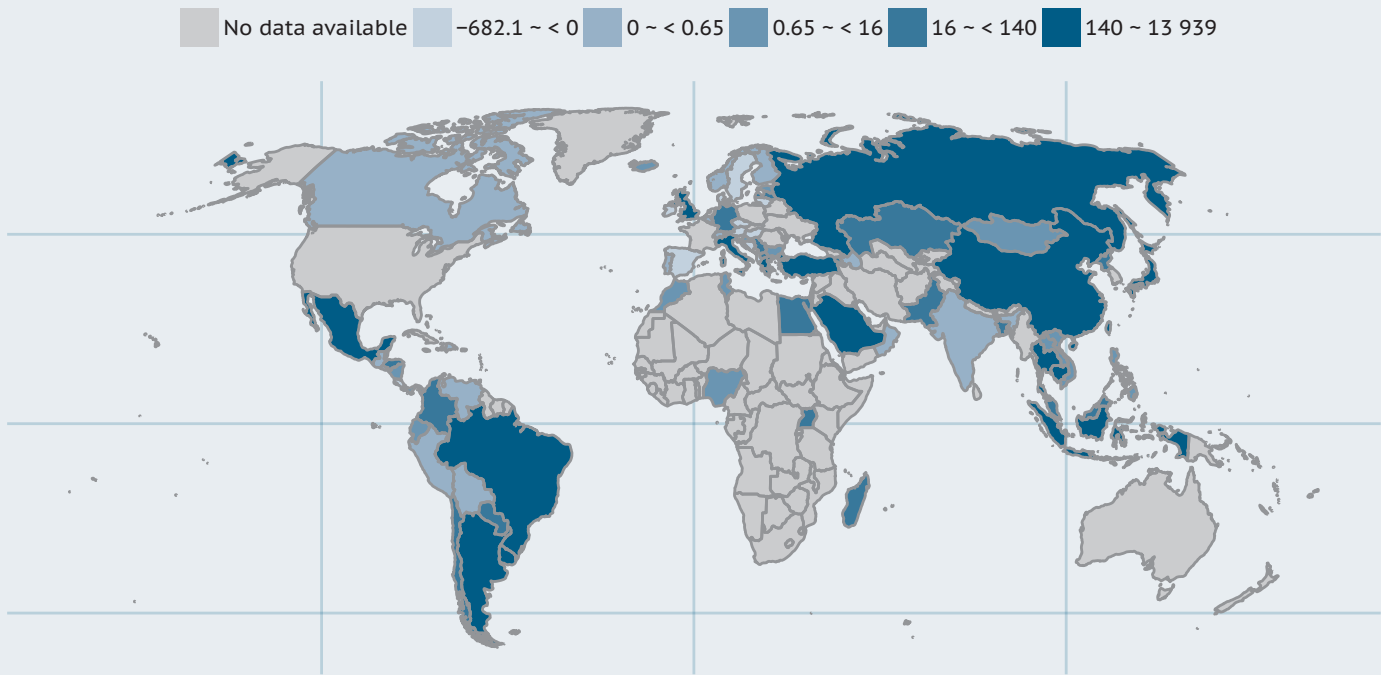 No data available −682.1 ~ < 0 0 ~ < 0.65 0.65 ~ < 16 16 ~ < 140 140 ~ 13 939